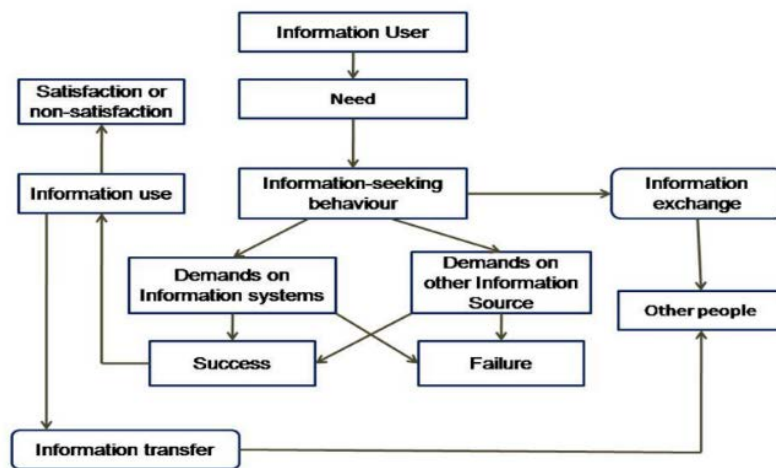 Information User
Need
Satisfaction or
non-satisfaction
Information use
Information-seeking
behaviour
Information
exchange
Demands on
Information systems
Demands on
other Information
Source
Other people
Success
Failure
Information transfer